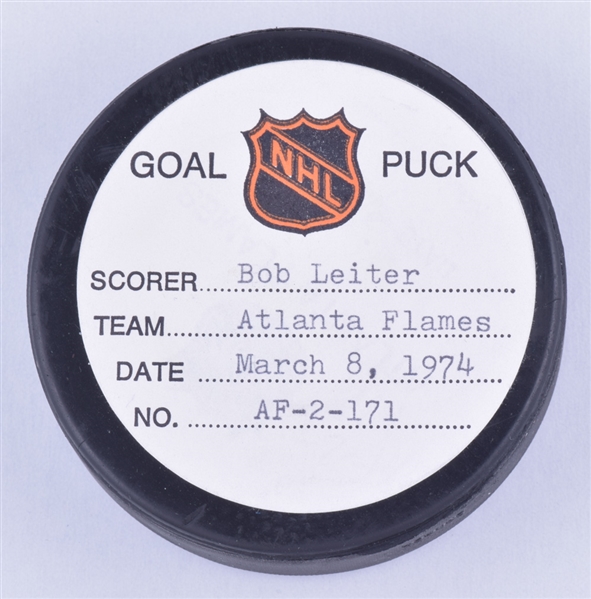 GOAL NHL PUCK
SCORER Bob Leiter
TEAM Atlanta Flames
DATE March 8, 1974
NO. AF-2-171